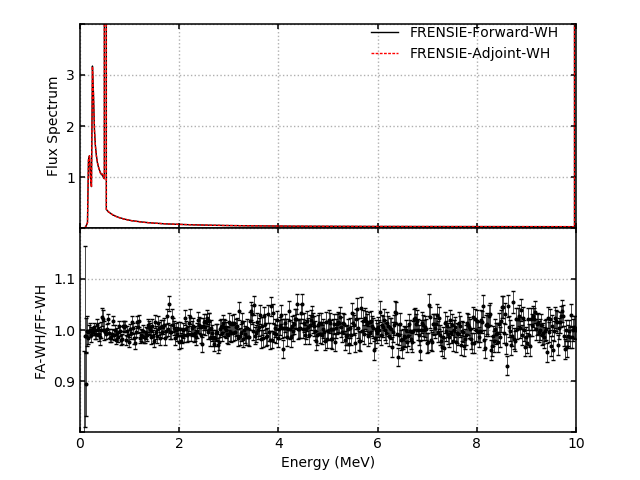 FRENSIE-Forward-WH
FRENSIE-Adjoint-WH
Flux Spectrum
3
2
1
FA-WH/FF-WH
1.1
1.0
0.9
0 2 4 6 8 10
Energy (MeV)